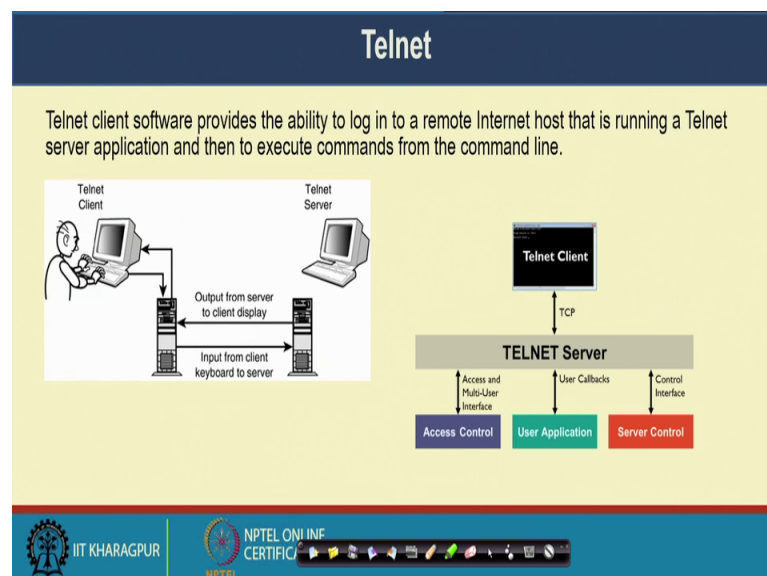 Telnet
Telnet client software provides the ability to log in to a remote Internet host that is running a Telnet
server application and then to execute commands from the command line.
Telnet
Client
Telnet
Server
Output from server
to client display
Input from client
keyboard to server
Telnet Client
TCP
TELNET Server
Access and
Multi-User
Interface
User Callbacks
Control
Interface
Access Control
User Application
Server Control
IIT KHARAGPUR
NPTEL ONLINE
CERTIFICA
NPTEL